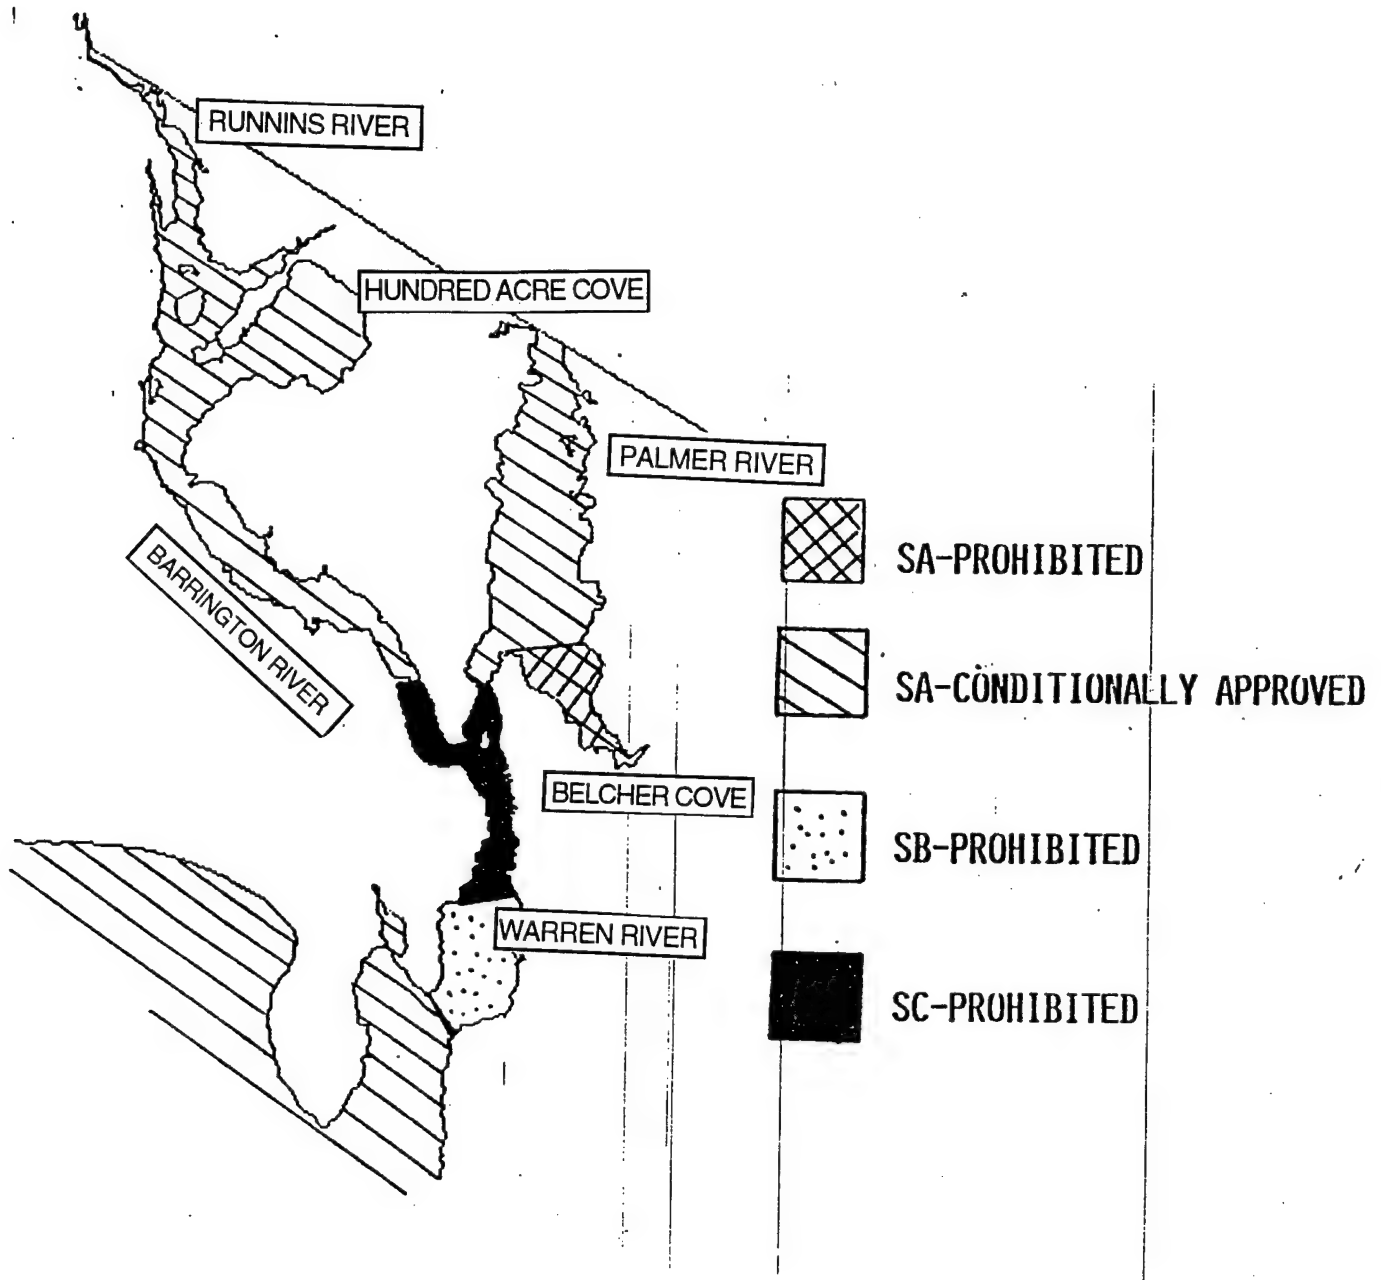 RUNNINS RIVER
HUNDRED ACRE COVE
PALMER RIVER
BARRINGTON RIVER
SA-PROHIBITED
SA-CONDITIONALLY APPROVED
BELCHER COVE
SB-PROHIBITED
WARREN RIVER
SC-PROHIBITED